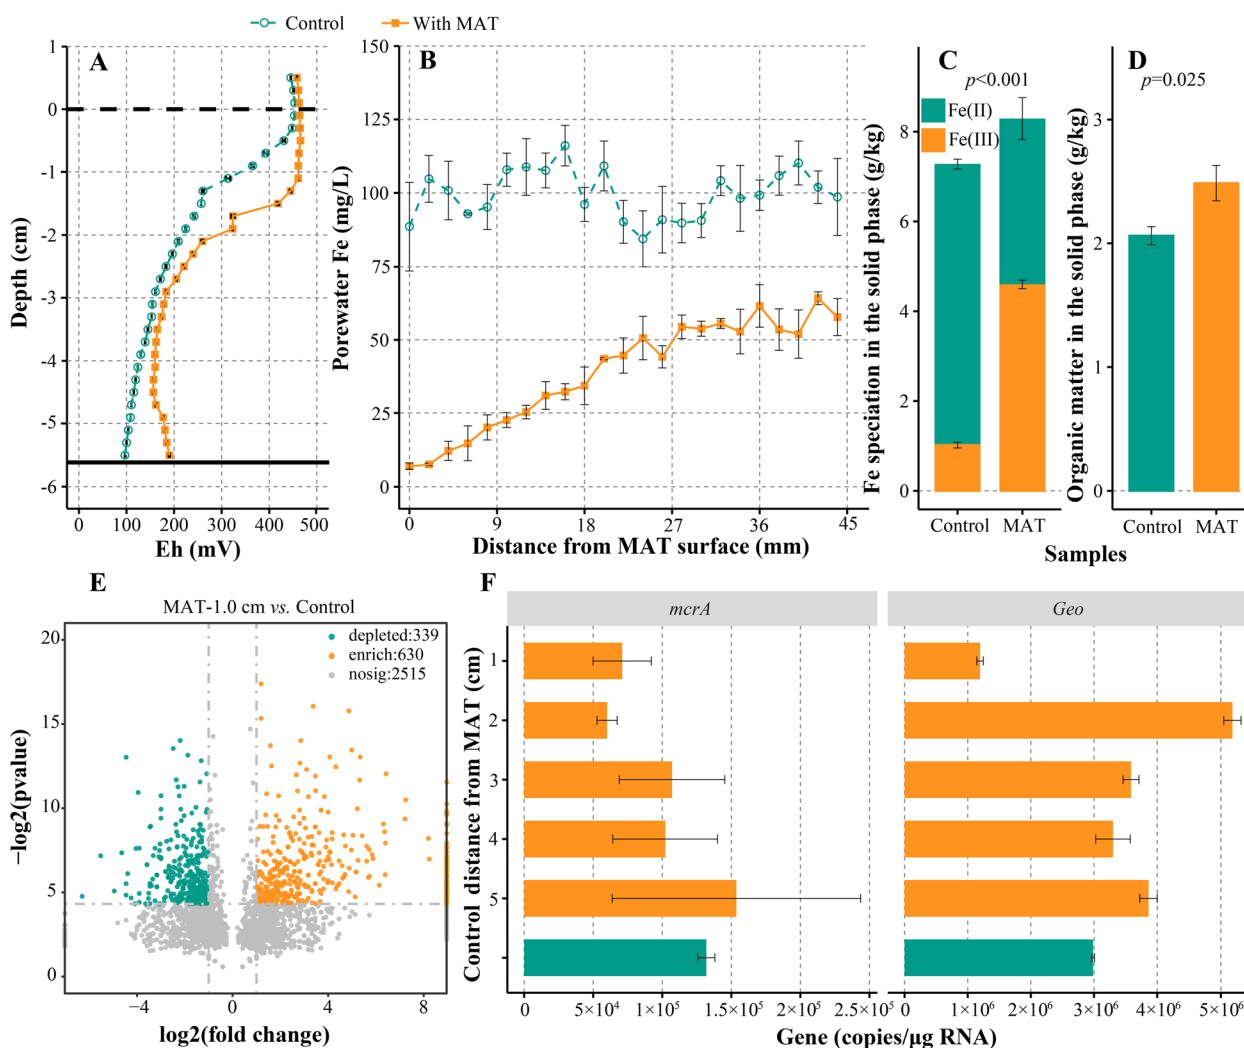 Control
With MAT
A
1
0
−1
−2
−3
−4
−5
−6
Depth (cm)
0 100 200 300 400 500
Eh (mV)
B
150
125
100
75
50
25
0
Porewater Fe (mg/L)
0 9 18 27 36 45
Distance from MAT surface (mm)
C
p<0.001
Fe(II)
Fe(III)
8
6
4
2
0
Fe speciation in the solid phase (g/kg)
Control MAT
D
p=0.025
3
2
1
0
Organic matter in the solid phase (g/kg)
Control MAT
Samples
E
MAT-1.0 cm vs. Control
depleted:339
enrich:630
nosig:2515
20
15
10
5
0
−log2(pvalue)
−4 0 4 8
log2(fold change)
F
mcrA
Geo
1
2
3
4
5
Control distance from MAT (cm)
0 5×10⁴ 1×10⁵ 1.5×10⁵ 2×10⁵ 2.5×10⁵
0 1×10⁶ 2×10⁶ 3×10⁶ 4×10⁶ 5×10⁶
Gene (copies/µg RNA)